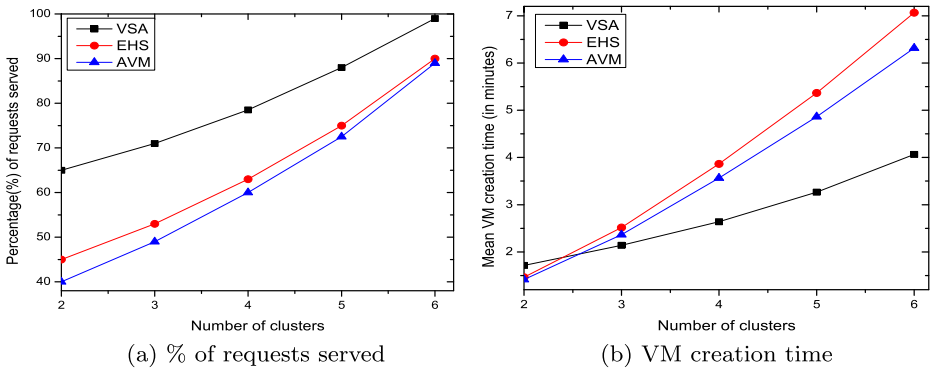 100
90
80
70
60
50
40
Percentage(%) of requests served
VSA
EHS
AVM
2 3 4 5 6
Number of clusters
(a) % of requests served
7
6
5
4
3
2
Mean VM creation time (in minutes)
VSA
EHS
AVM
2 3 4 5 6
Number of clusters
(b) VM creation time